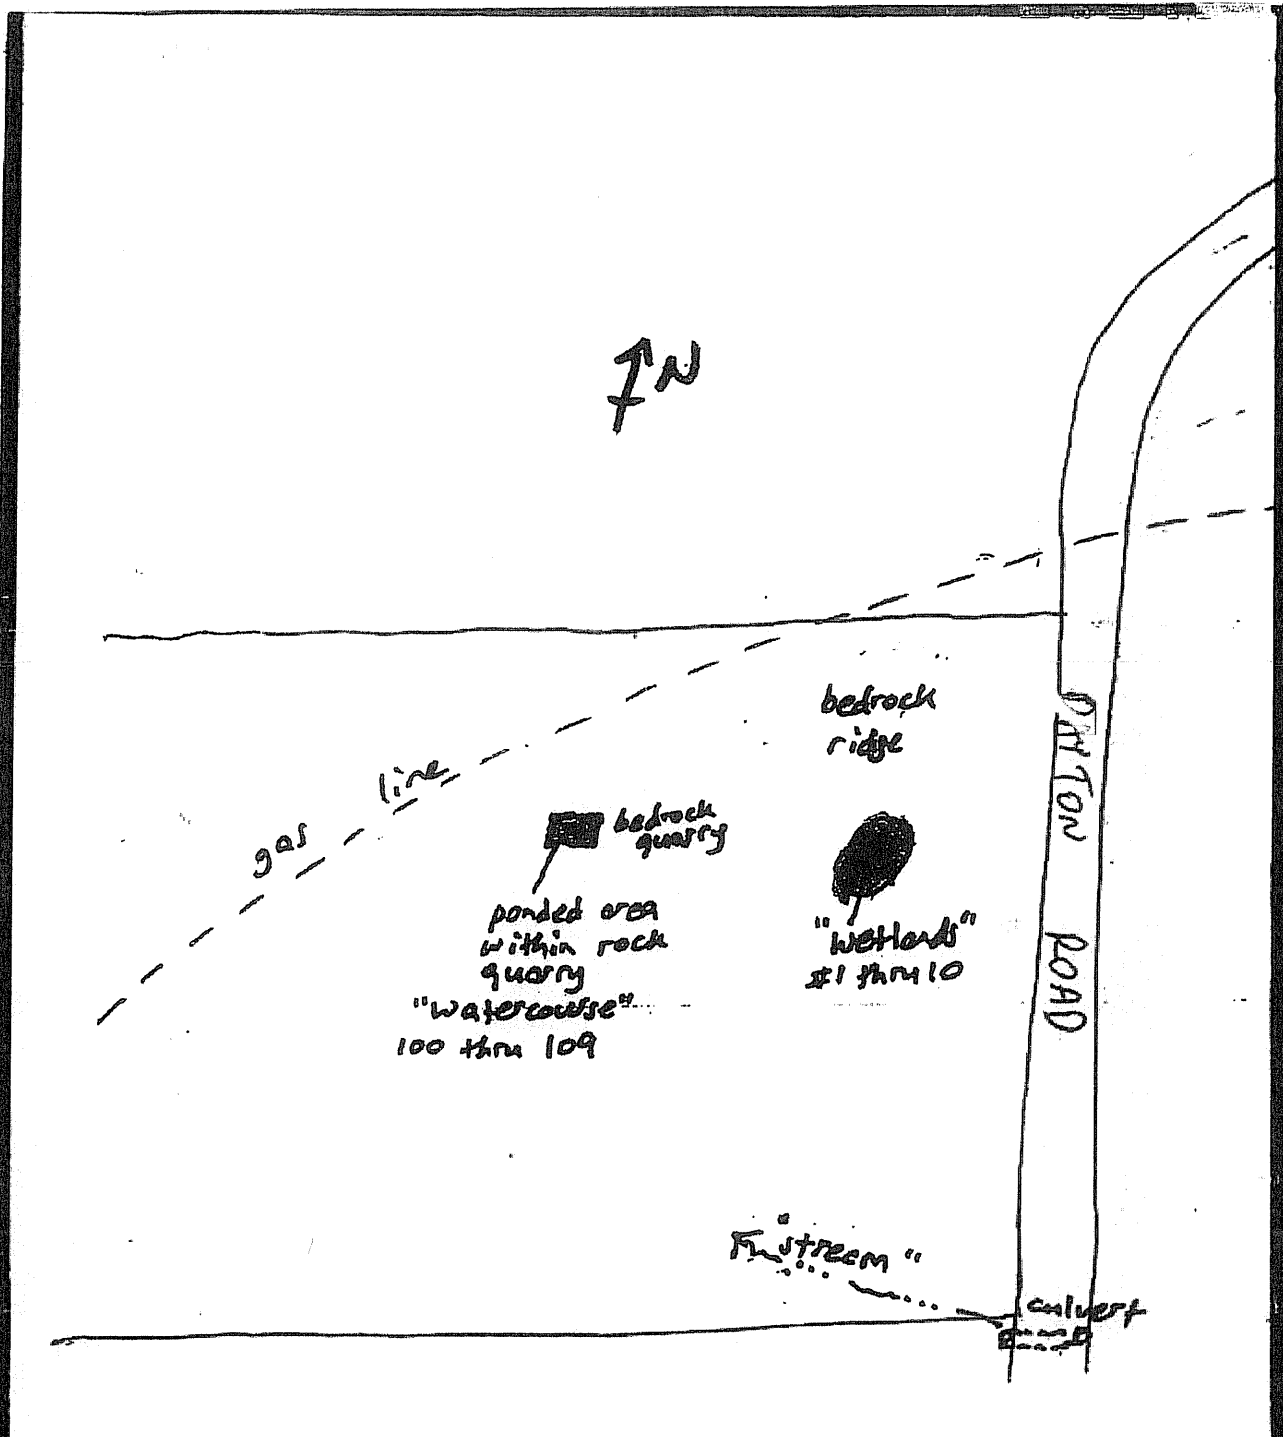 N
bedrock
ridge
line
gas
bedrock
quarry
ponded area
within rock
quarry
"Watercourse"
100 thru 109
"Wetlands"
#1 thru 10
ROAD
"stream"
culvert